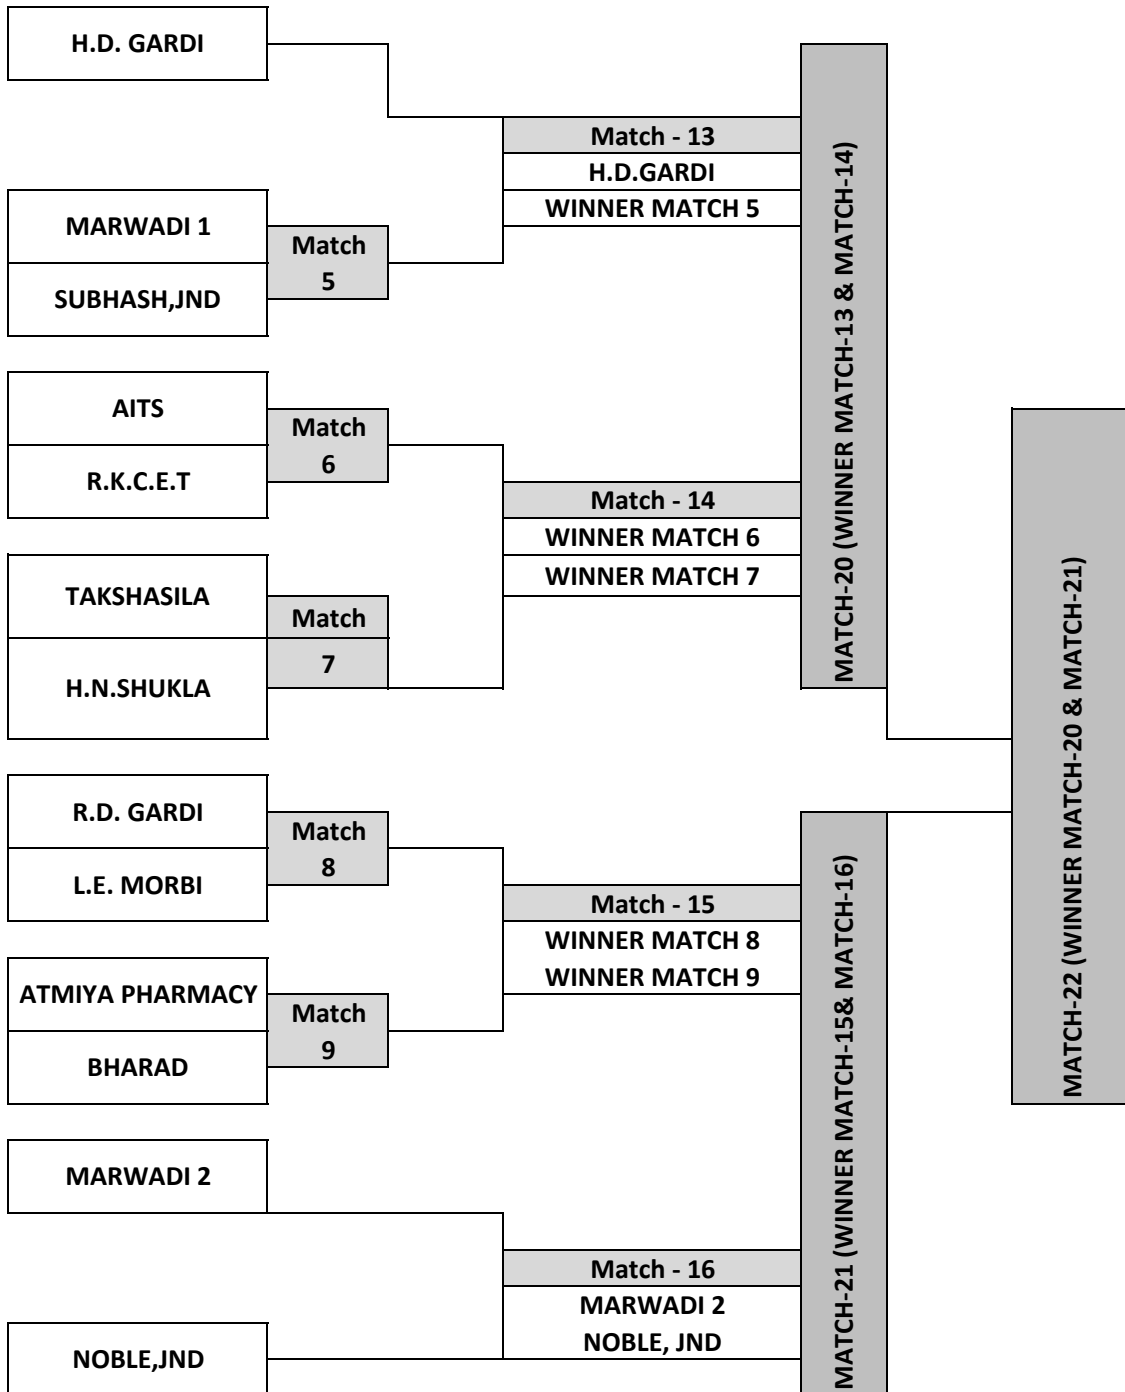 H.D. GARDI
Match - 13
H.D.GARDI
WINNER MATCH 5
MARWADI 1
SUBHASH,JND
Match
5
AITS
R.K.C.E.T
Match
6
Match - 14
WINNER MATCH 6
WINNER MATCH 7
TAKSHASILA
H.N.SHUKLA
Match
7
MATCH-20 (WINNER MATCH-13 & MATCH-14)
R.D. GARDI
L.E. MORBI
Match
8
Match - 15
WINNER MATCH 8
WINNER MATCH 9
ATMIYA PHARMACY
BHARAD
Match
9
MARWADI 2
Match - 16
MARWADI 2
NOBLE, JND
NOBLE,JND
MATCH-21 (WINNER MATCH-15& MATCH-16)
MATCH-22 (WINNER MATCH-20 & MATCH-21)